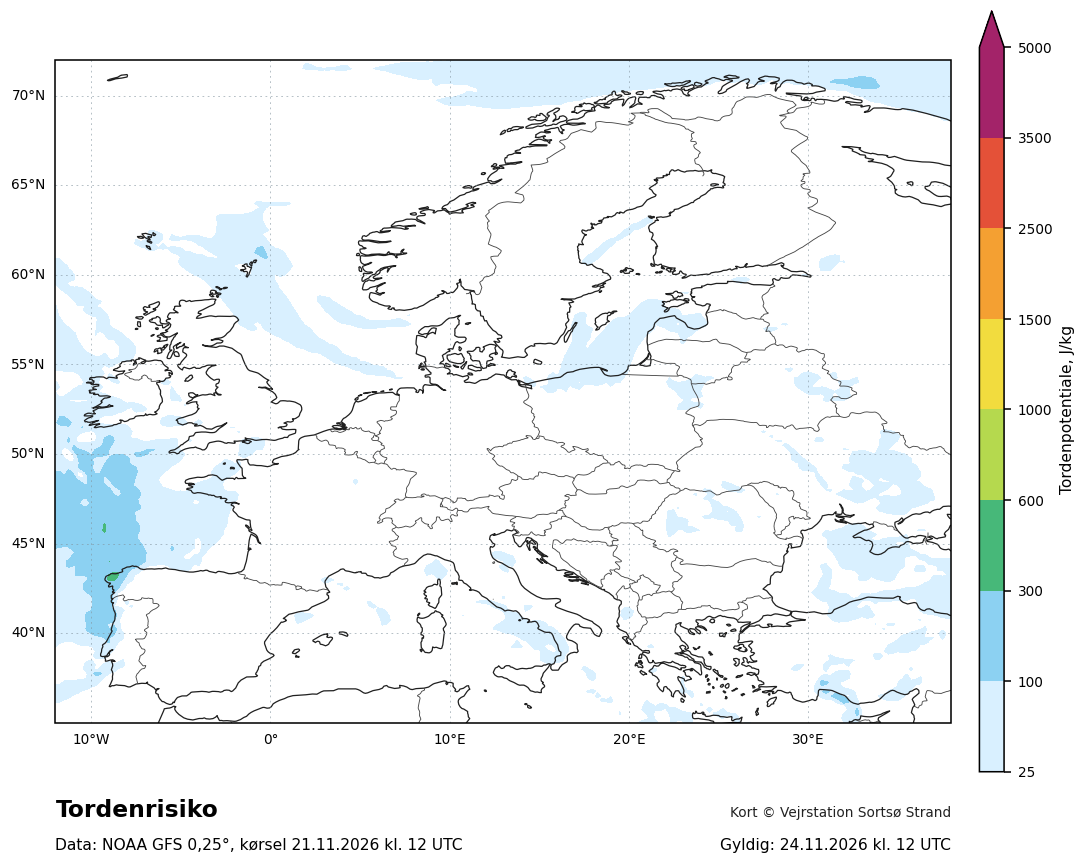 70°N
65°N
60°N
55°N
50°N
45°N
40°N
10°W
0°
10°E
20°E
30°E
5000
3500
2500
1500
1000
600
300
100
25
Tordenpotentiale, J/kg
Tordenrisiko
Kort © Vejrstation Sortsø Strand
Data: NOAA GFS 0,25°, kørsel 21.11.2026 kl. 12 UTC
Gyldig: 24.11.2026 kl. 12 UTC